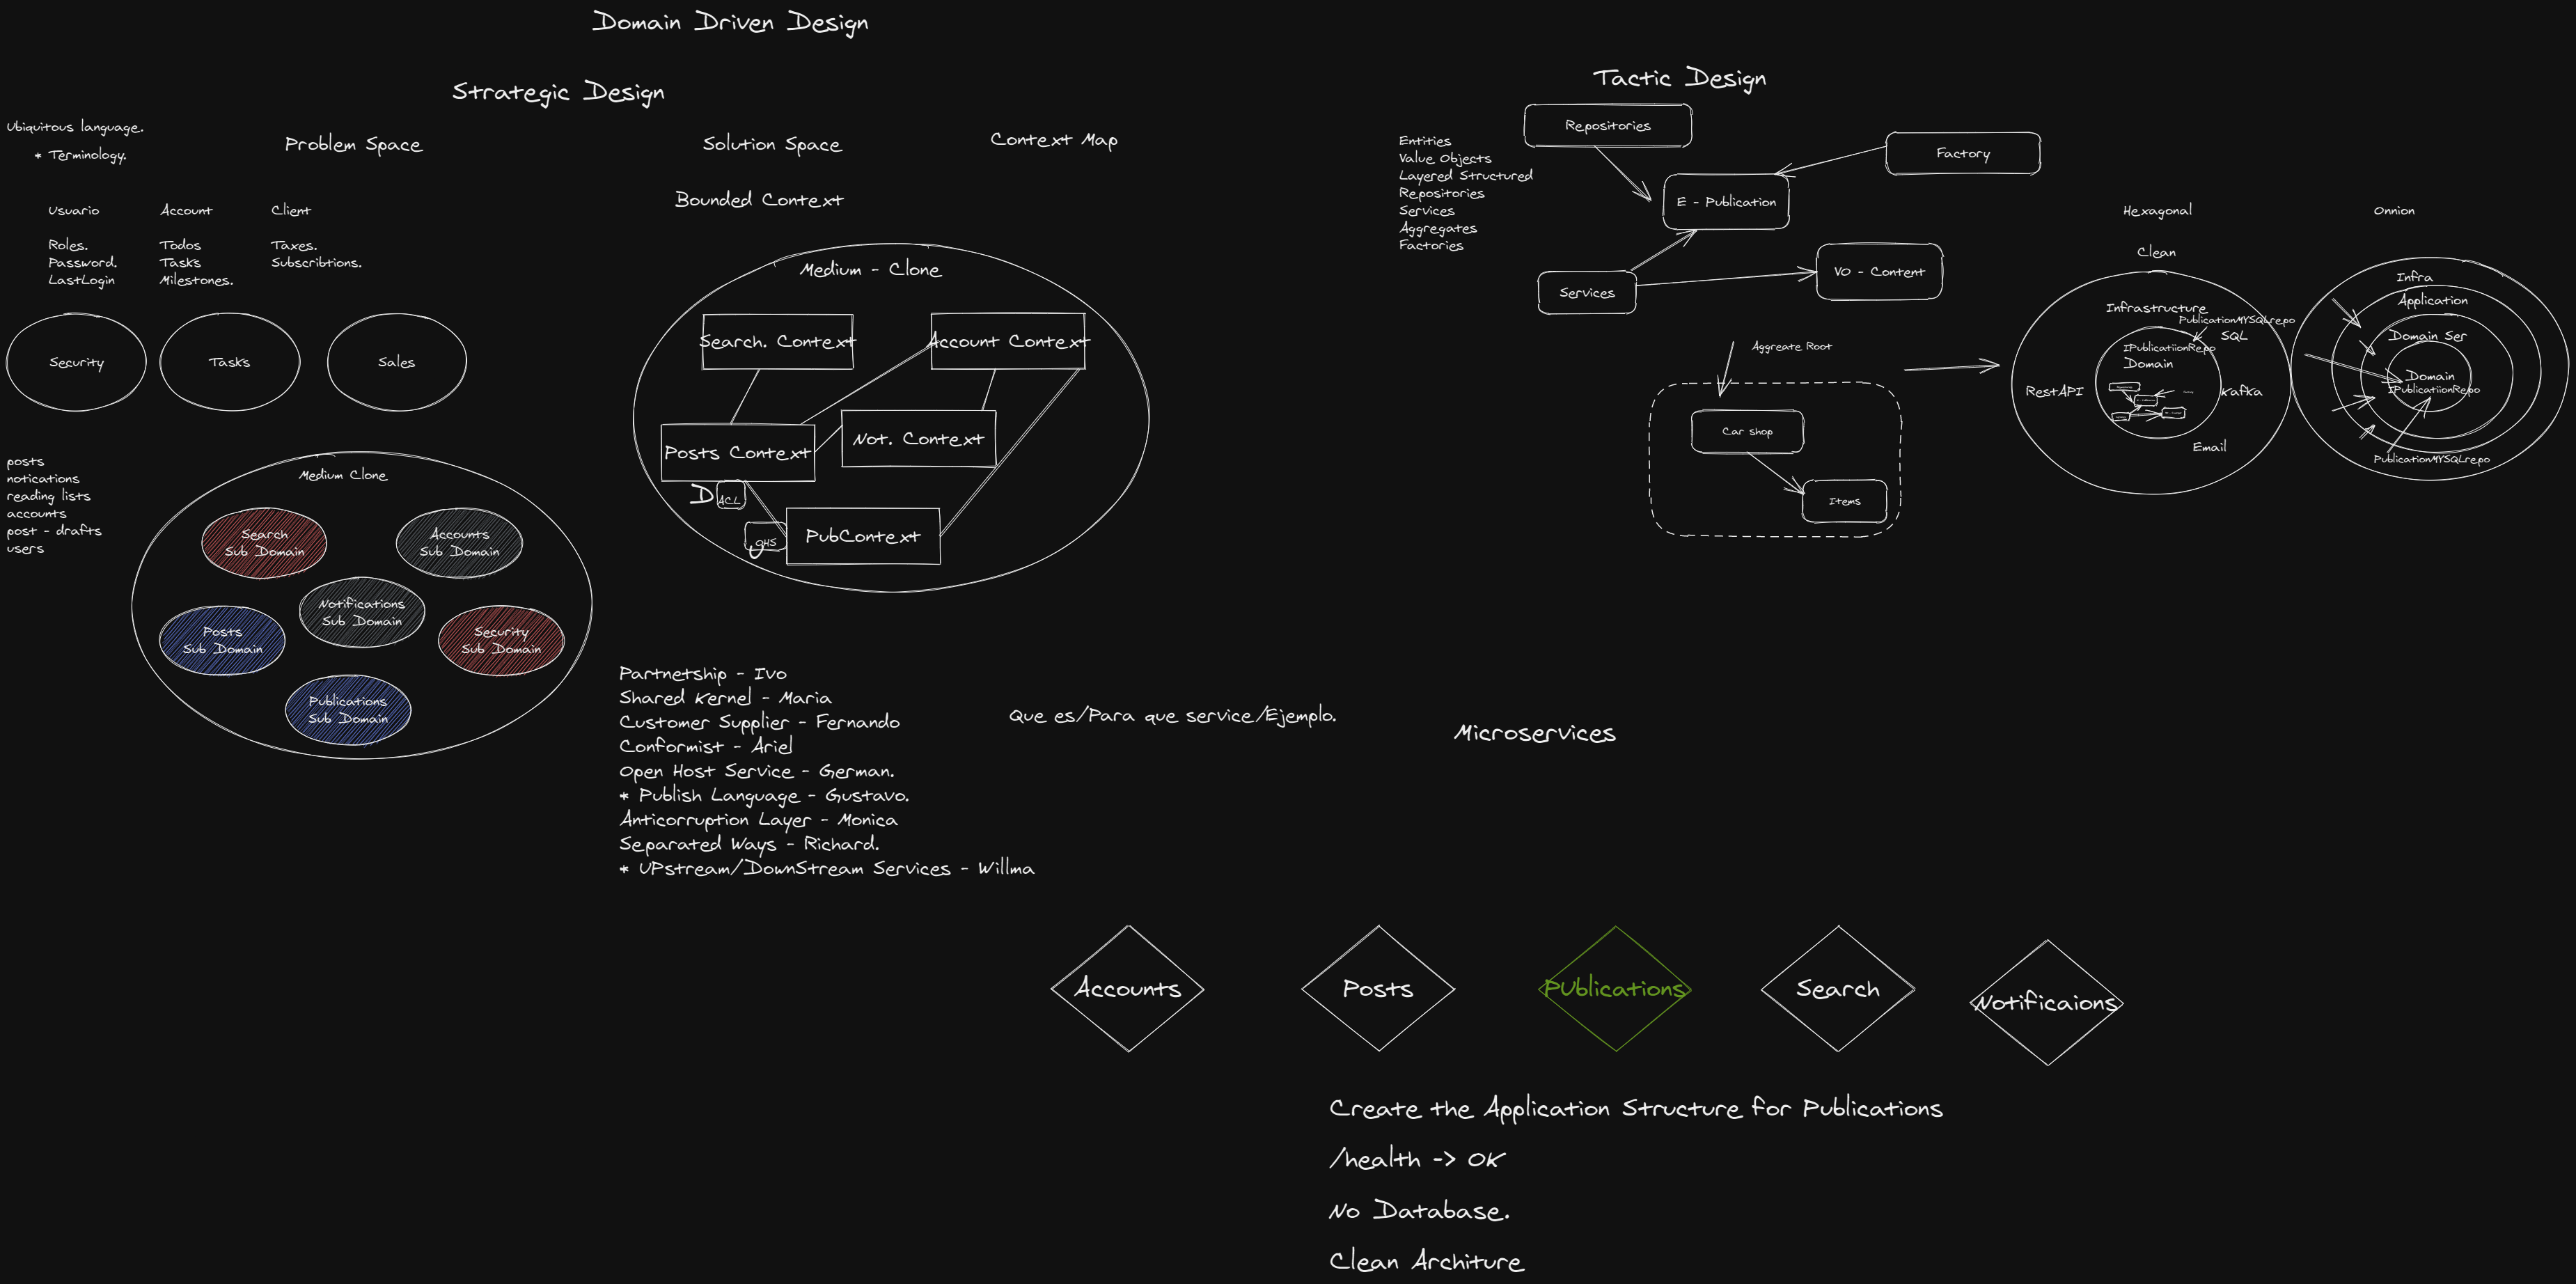 Domain Driven Design
Strategic Design
Ubiquitous language.
* Terminology.
Problem Space
Usuario
Roles.
Password.
LastLogin
Account
Todos
Tasks
Milestones.
Client
Taxes.
Subscribtions.
Security
Tasks
Sales
posts
notications
reading lists
accounts
post - drafts
users
Medium Clone
Search
Sub Domain
Accounts
Sub Domain
Notifications
Sub Domain
Posts
Sub Domain
Security
Sub Domain
Publications
Sub Domain
Solution Space
Context Map
Bounded Context
Medium - Clone
Search. Context
Account Context
Posts Context
Not. Context
D
ACL
OHS
U
PubContext
Partnetship - Ivo
Shared Kernel - Maria
Customer Supplier - Fernando
Conformist - Ariel
Open Host Service - German.
* Publish Language - Gustavo.
Anticorruption Layer - Monica
Separated Ways - Richard.
* UPstream/DownStream Services - Willma
Que es/Para que service/Ejemplo.
Tactic Design
Entities
Value Objects
Layered Structured
Repositories
Services
Aggregates
Factories
Repositories
Factory
E - Publication
Services
VO - Content
Aggreate Root
Car shop
Items
Hexagonal
Clean
Infrastructure
PublicationMYSQLrepo
SQL
IPublicatiionRepo
Domain
RestAPI
Kafka
Email
Onnion
Infra
Application
Domain Ser
Domain
IPublicatiionRepo
PublicationMYSQLrepo
Microservices
Accounts
Posts
PUblications
Search
Notificaions
Create the Application Structure for Publications
/health -> OK
No Database.
Clean Architure